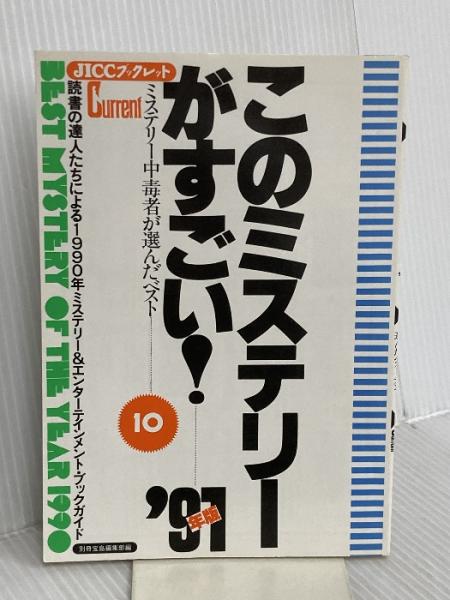 このミステリー
がすごい!
'91
年版
ミステリー中毒者が選んだベスト
10
JICCブックレット
Current
読書の達人たちによる1990年ミステリー&エンターテインメント・ブックガイド
BEST MYSTERY OF THE YEAR 1990
別冊宝島編集部編